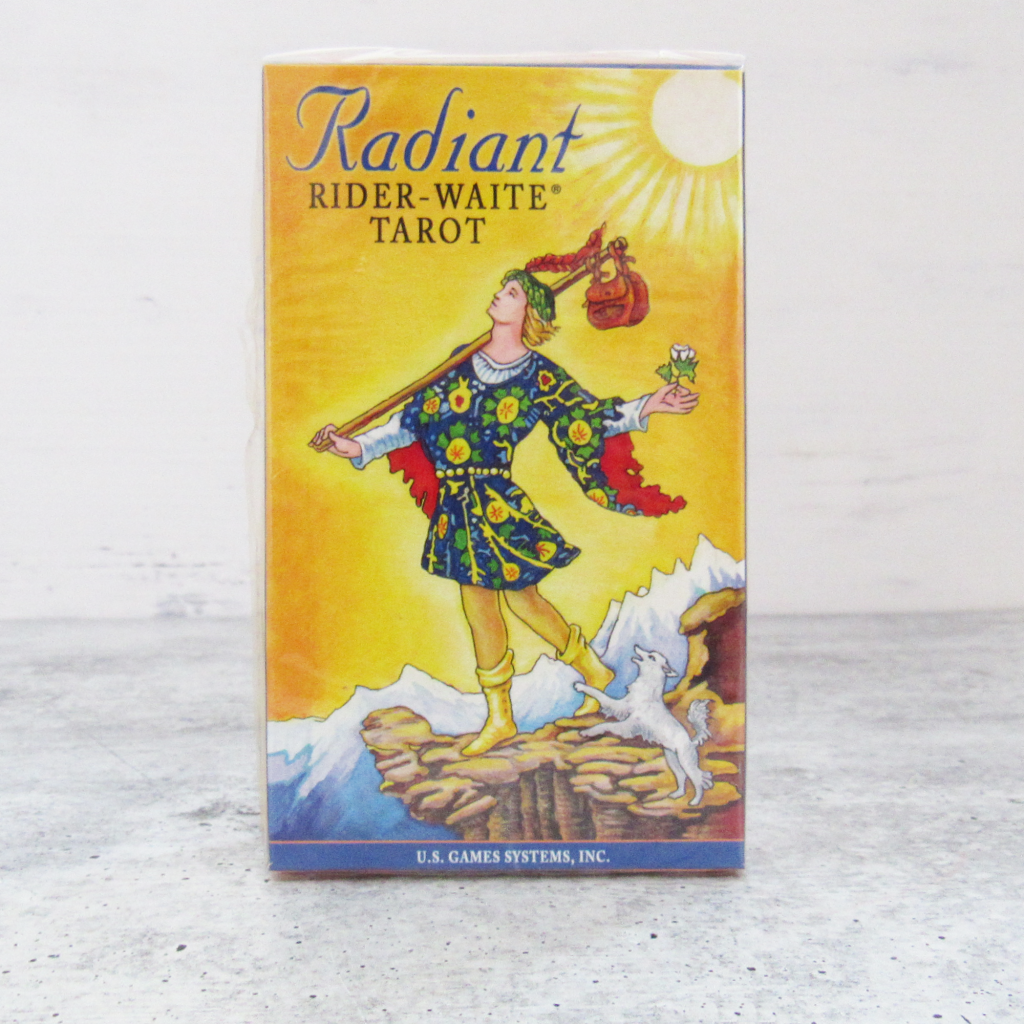 Radiant
RIDER-WAITE®
TAROT
U.S. GAMES SYSTEMS, INC.